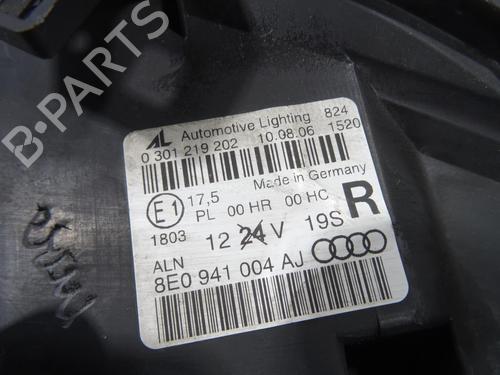 AL Automotive Lighting 824
0 301 219 202 10.08.06 1520
Made in Germany
E1 17,5
PL 00 HR 00 HC R
1803 12 24 V 19S
ALN
8E0 941 004 AJ
B-PARTS